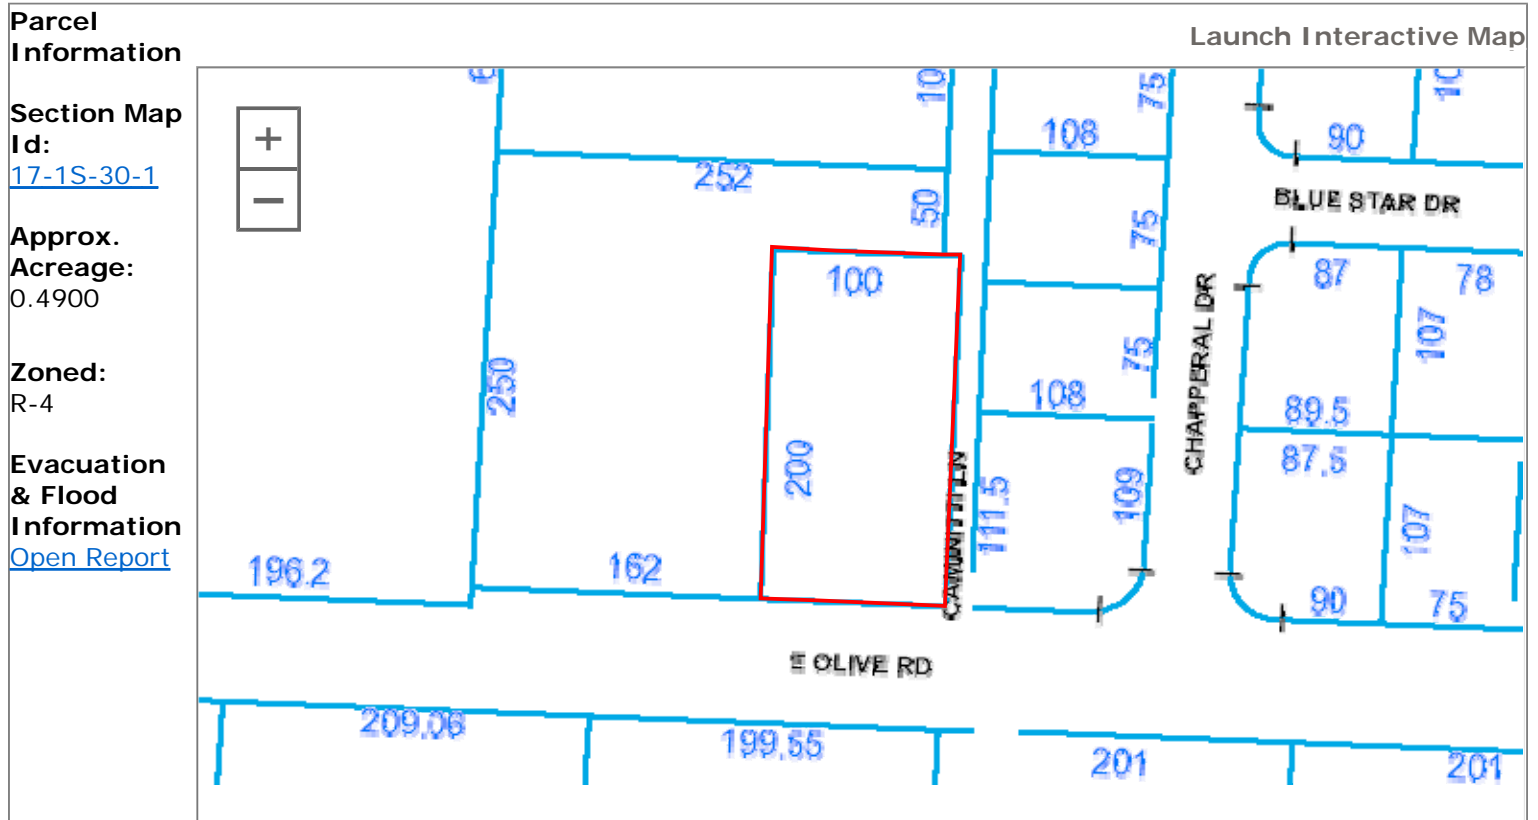 Parcel
Information
Launch Interactive Map
Section Map
Id:
17-1S-30-1
Approx.
Acreage:
0.4900
Zoned:
R-4
Evacuation
& Flood
Information
Open Report
+
−
10
75
108
90
252
50
BLUE STAR DR
75
100
87
78
107
250
75
CHAPPERAL DR
108
89.5
87.5
200
111.5
109
107
196.2
162
90
75
E OLIVE RD
209.06
199.55
201
201